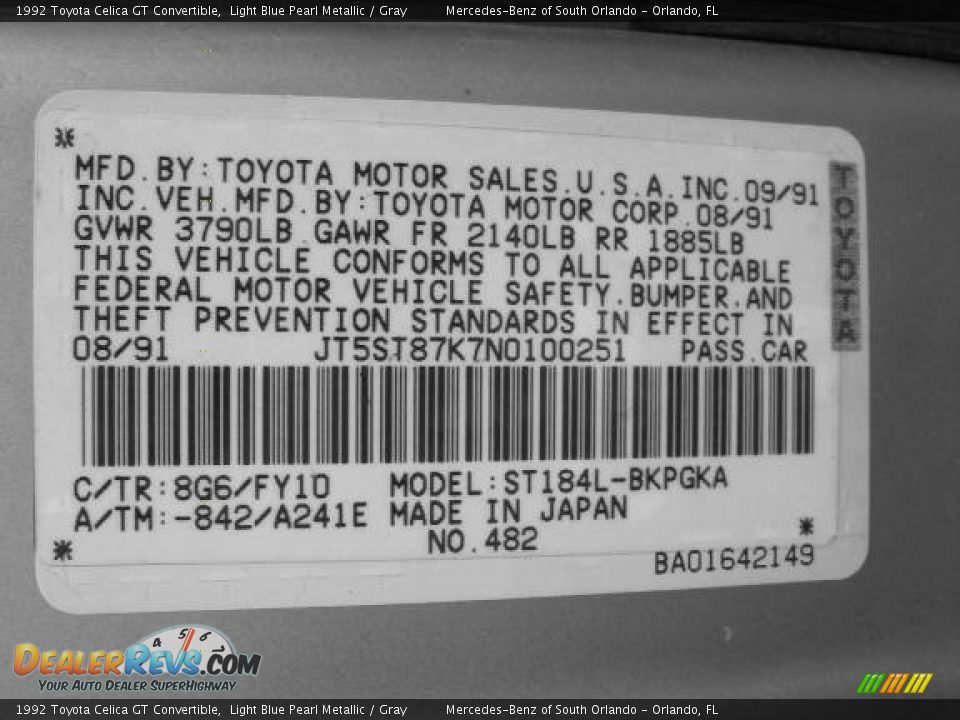 1992 Toyota Celica GT Convertible, Light Blue Pearl Metallic / Gray Mercedes-Benz of South Orlando - Orlando, FL
MFD.BY:TOYOTA MOTOR SALES.U.S.A.INC.09/91
INC.VEH.MFD.BY:TOYOTA MOTOR CORP.08/91
GVWR 3790LB GAWR FR 2140LB RR 1885LB
THIS VEHICLE CONFORMS TO ALL APPLICABLE
FEDERAL MOTOR VEHICLE SAFETY.BUMPER.AND
THEFT PREVENTION STANDARDS IN EFFECT IN
08/91 JT5ST87K7N0100251 PASS.CAR
TOYOTA
C/TR:8G6/FY10 MODEL:ST184L-BKPGKA
A/TM:-842/A241E MADE IN JAPAN
NO.482
BA01642149
4 5 6 7
DEALERREVS.COM
YOUR AUTO DEALER SUPERHIGHWAY
1992 Toyota Celica GT Convertible, Light Blue Pearl Metallic / Gray Mercedes-Benz of South Orlando - Orlando, FL